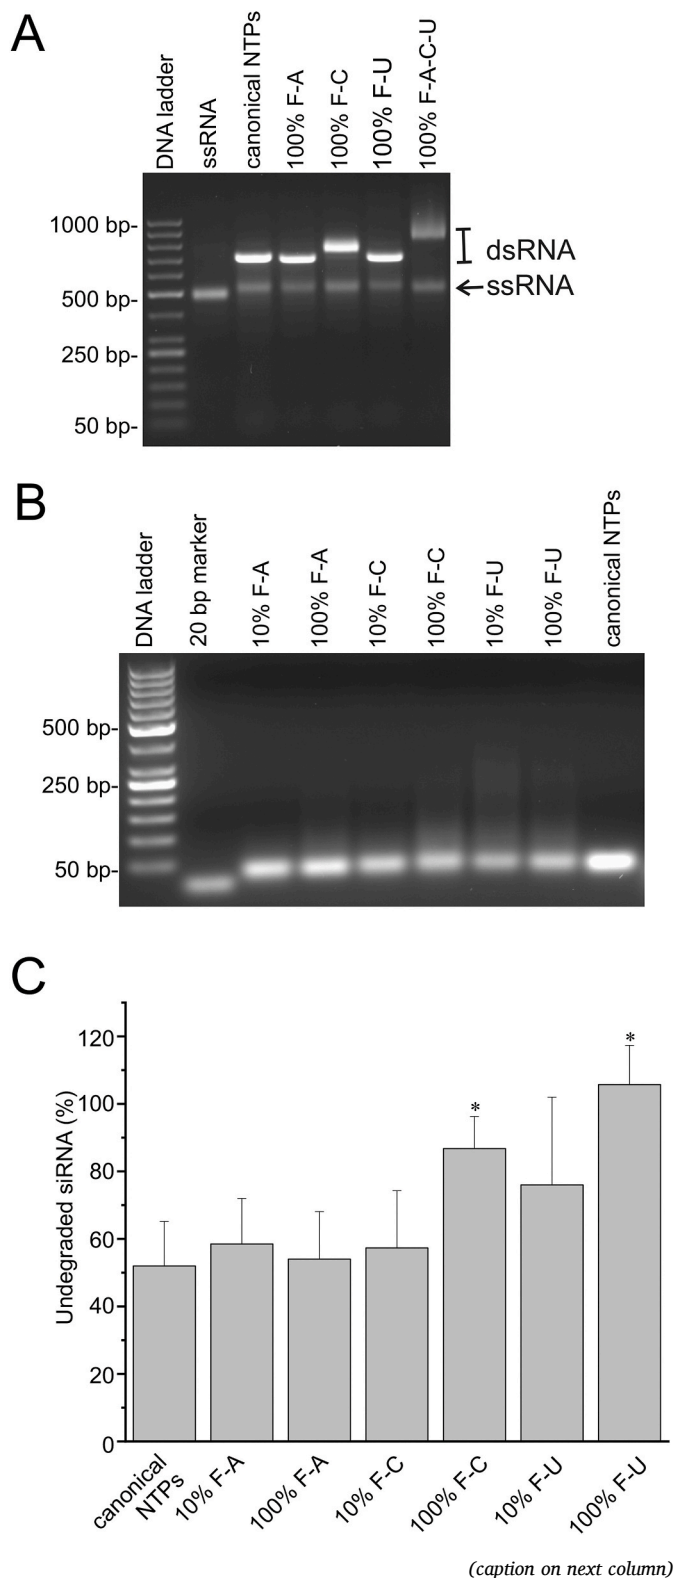 A
DNA ladder
ssRNA
canonical NTPs
100% F-A
100% F-C
100% F-U
100% F-A-C-U
1000 bp-
500 bp-
250 bp-
50 bp-
dsRNA
ssRNA
B
DNA ladder
20 bp marker
10% F-A
100% F-A
10% F-C
100% F-C
10% F-U
100% F-U
canonical NTPs
500 bp-
250 bp-
50 bp-
C
Undegraded siRNA (%)
120
100
80
60
40
20
0
*
*
canonical
NTPs
10% F-A
100% F-A
10% F-C
100% F-C
10% F-U
100% F-U
(caption on next column)